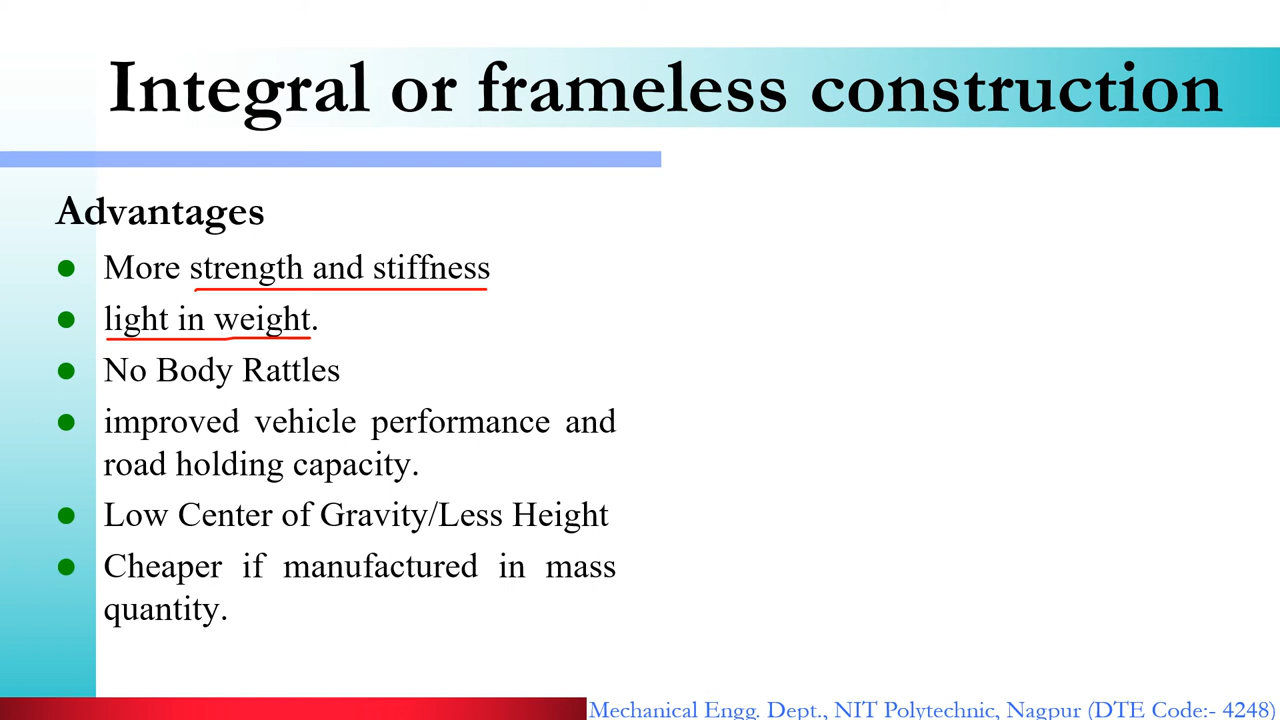 Integral or frameless construction
Advantages
More strength and stiffness
light in weight.
No Body Rattles
improved vehicle performance and
road holding capacity.
Low Center of Gravity/Less Height
Cheaper if manufactured in mass
quantity.
Mechanical Engg. Dept., NIT Polytechnic, Nagpur (DTE Code:- 4248)